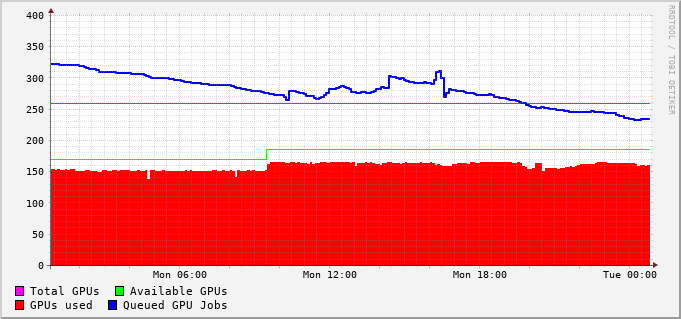 400
350
300
250
200
150
100
50
0
Mon 06:00 Mon 12:00 Mon 18:00 Tue 00:00
Total GPUs Available GPUs
GPUs used Queued GPU Jobs
RRDTOOL / TOBI OETIKER